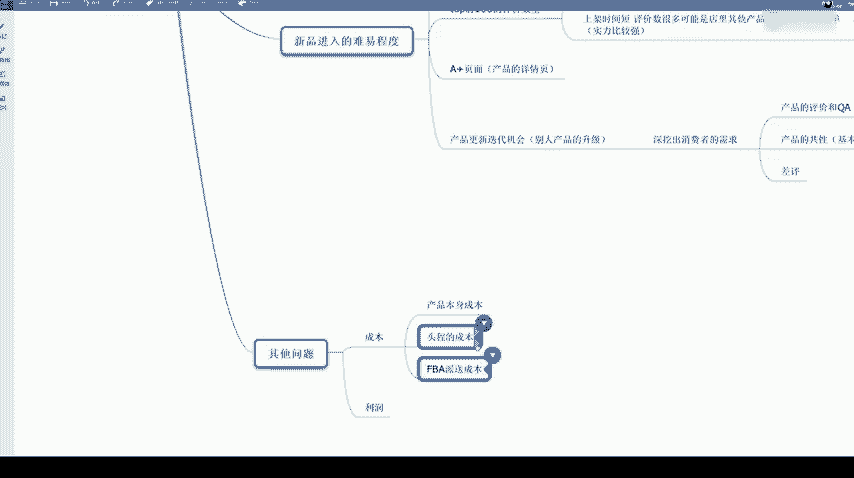 新品进入的难易程度
上架时间短 评价数很多可能是店里其他产品
（实力比较强）
A+页面（产品的详情页）
产品的评价和QA
产品更新迭代机会（别人产品的升级）
深挖出消费者的需求
产品的共性（基本
差评
产品本身成本
头程的成本
成本
其他问题
FBA派送成本
利润